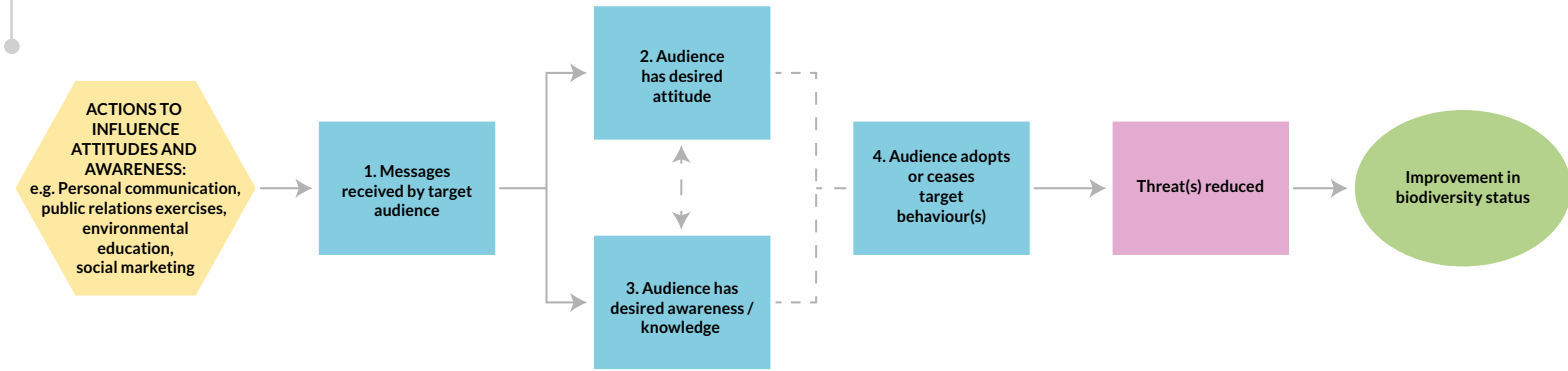 ACTIONS TO
INFLUENCE
ATTITUDES AND
AWARENESS:
e.g. Personal communication,
public relations exercises,
environmental
education,
social marketing
1. Messages
received by target
audience
2. Audience
has desired
attitude
3. Audience has
desired awareness /
knowledge
4. Audience adopts
or ceases
target
behaviour(s)
Threat(s) reduced
Improvement in
biodiversity status